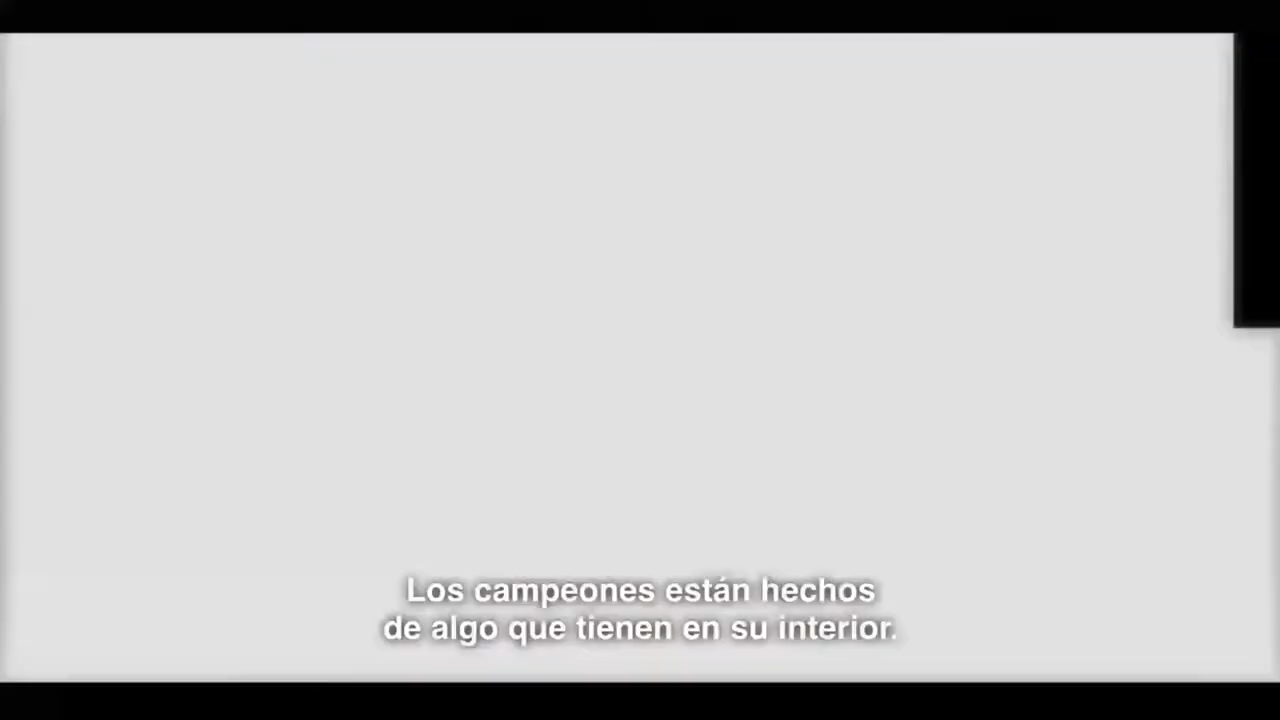 Los campeones están hechos
de algo que tienen en su interior.